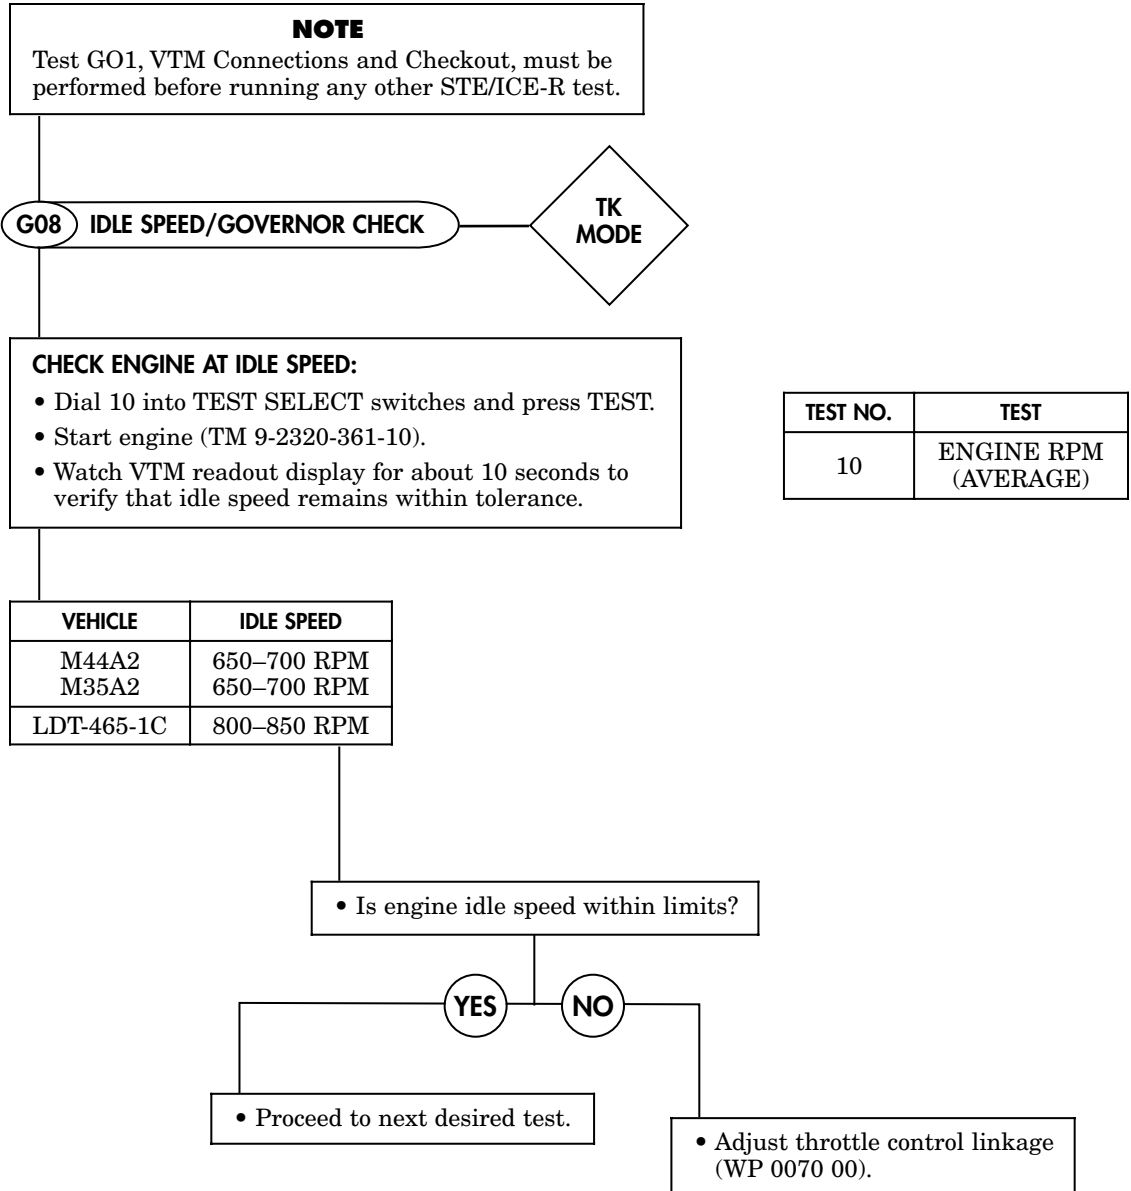 NOTE
Test GO1, VTM Connections and Checkout, must be
performed before running any other STE/ICE-R test.
G08 IDLE SPEED/GOVERNOR CHECK
TK
MODE
CHECK ENGINE AT IDLE SPEED:
• Dial 10 into TEST SELECT switches and press TEST.
• Start engine (TM 9-2320-361-10).
• Watch VTM readout display for about 10 seconds to
verify that idle speed remains within tolerance.
TEST NO. TEST
10 ENGINE RPM
(AVERAGE)
VEHICLE IDLE SPEED
M44A2 650–700 RPM
M35A2 650–700 RPM
LDT-465-1C 800–850 RPM
• Is engine idle speed within limits?
YES NO
• Proceed to next desired test.
• Adjust throttle control linkage
(WP 0070 00).